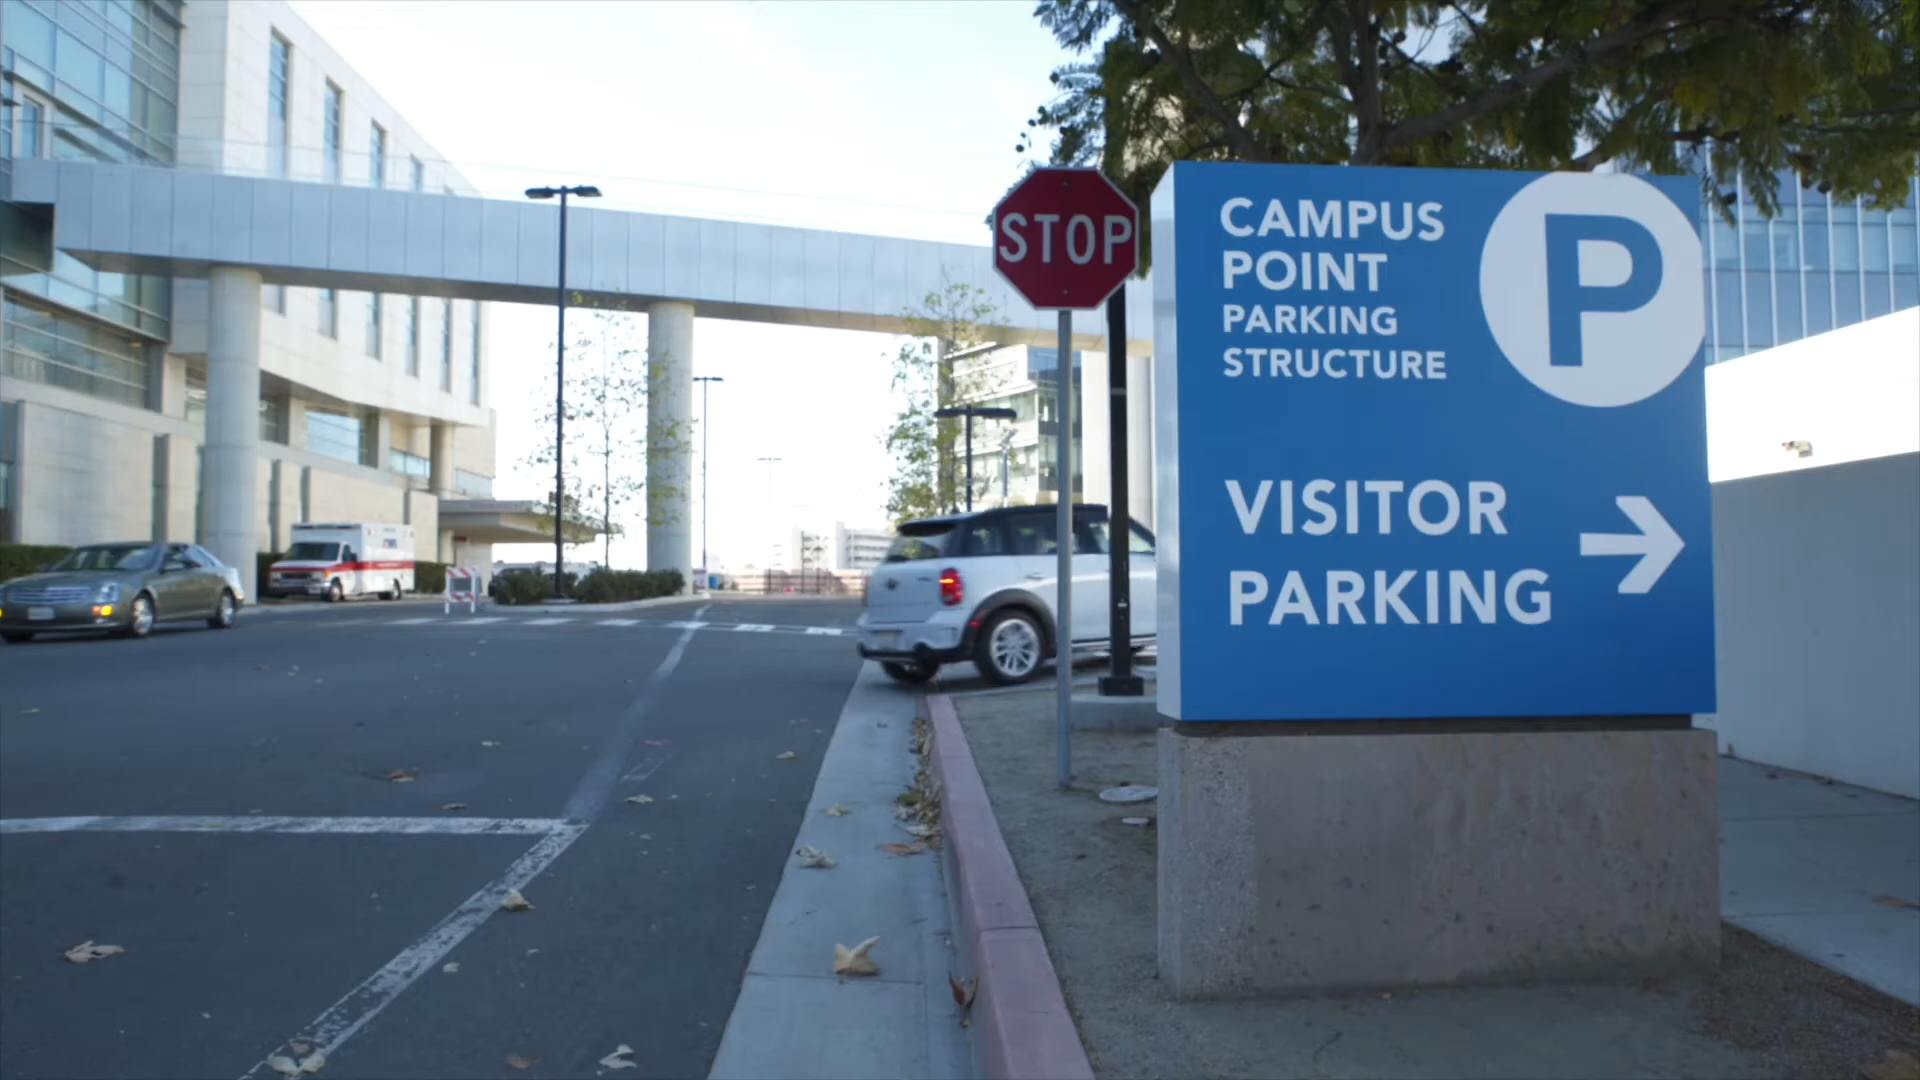 STOP
CAMPUS
POINT
PARKING
STRUCTURE
P
VISITOR
PARKING